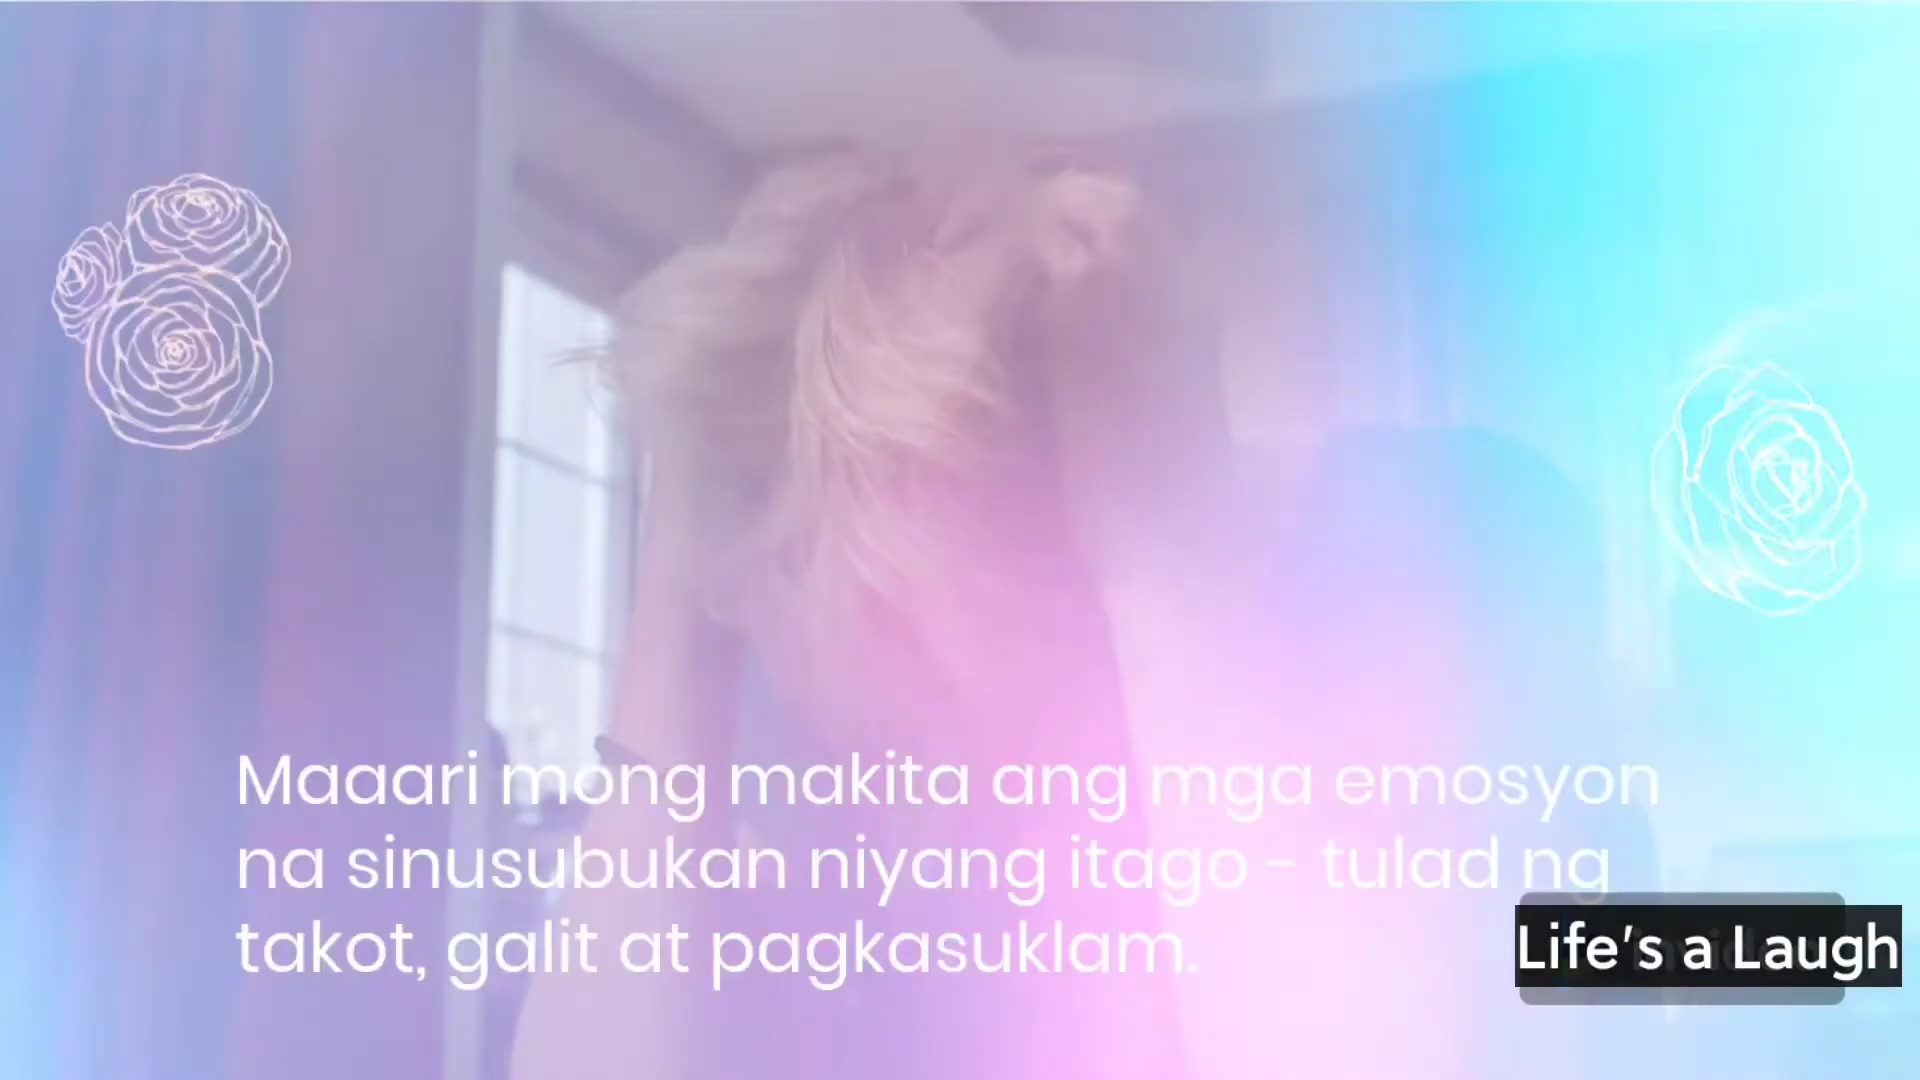 Maaari mong makita ang mga emosyon
na sinusubukan niyang itago - tulad ng
takot, galit at pagkasuklam.
Life's a Laugh